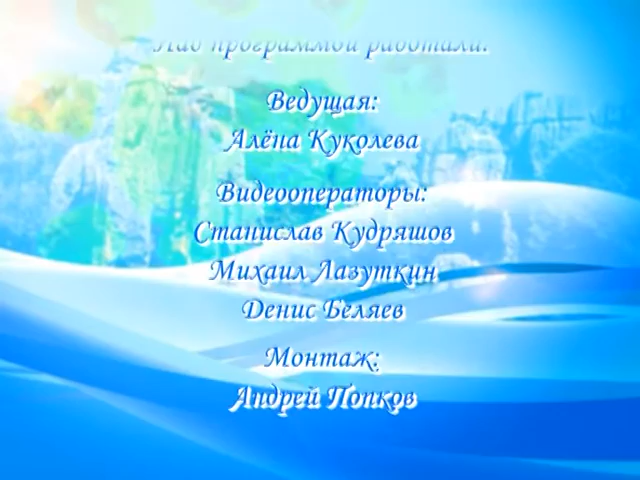 Над программой работали:
Ведущая:
Алёна Куколева
Видеооператоры:
Станислав Кудряшов
Михаил Лазуткин
Денис Беляев
Монтаж:
Андрей Попков